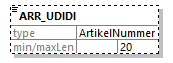 ARR_UDIDI
type ArtikelNummer
min/maxLen 20